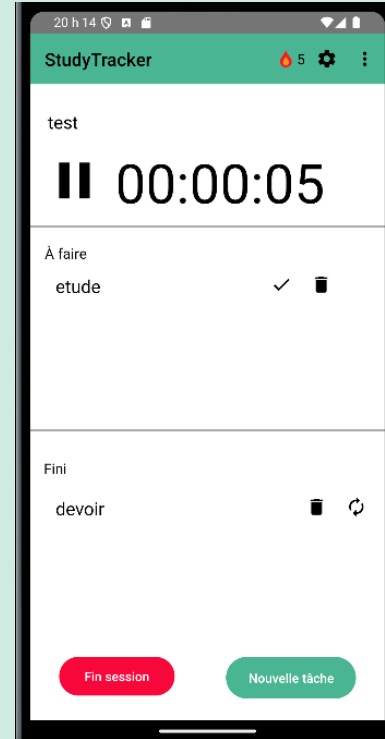 20 h 14
StudyTracker 5
test
00:00:05
À faire
etude
Fini
devoir
Fin session Nouvelle tâche